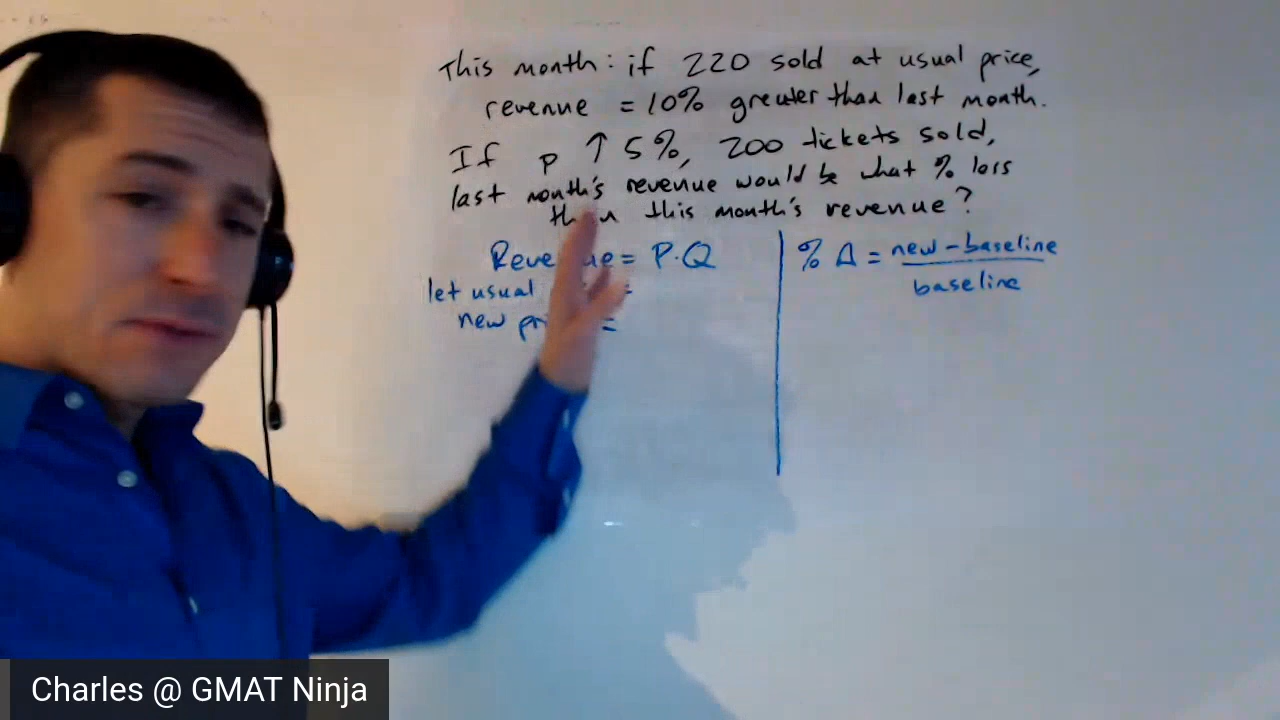 This month: if 220 sold at usual price,
revenue = 10% greater than last month.
If p ↑ 5%, 200 tickets sold,
last month's revenue would be what % less
than this month's revenue?
Revenue = P·Q
let usual =
new =
% Δ = new - baseline
baseline
Charles @ GMAT Ninja